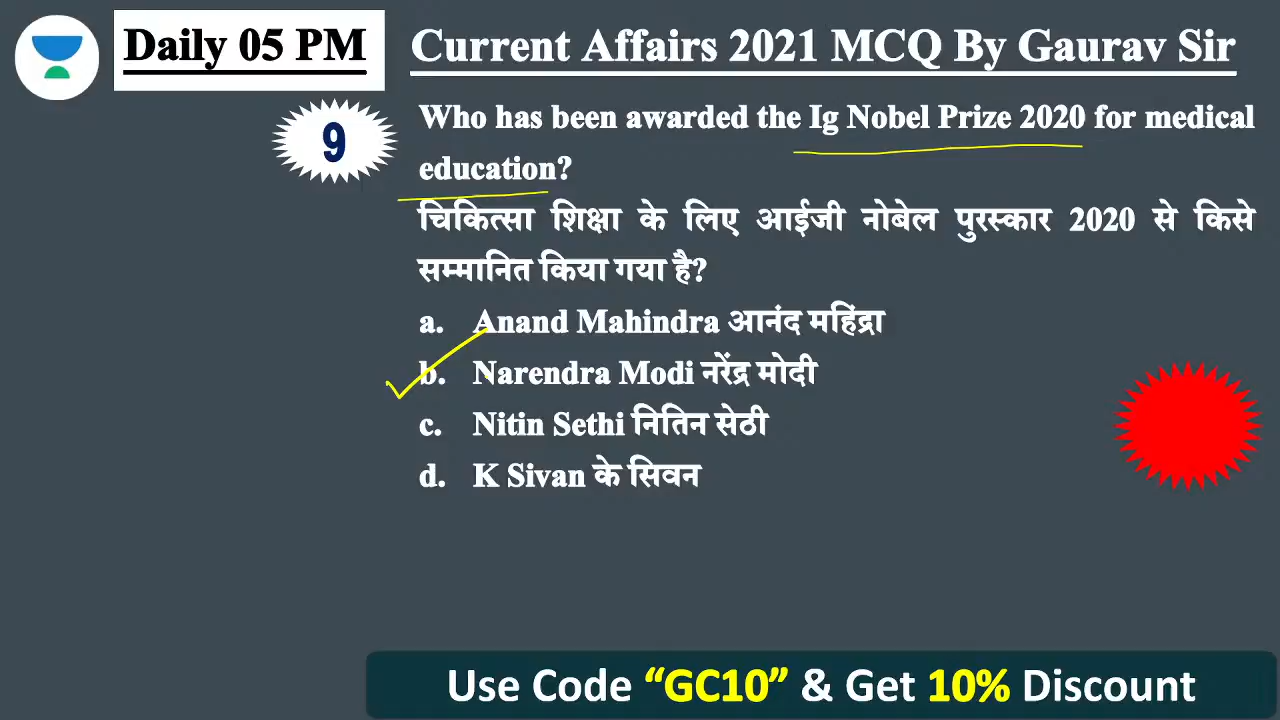 Daily 05 PM
Current Affairs 2021 MCQ By Gaurav Sir
9
Who has been awarded the Ig Nobel Prize 2020 for medical
education?
चिकित्सा शिक्षा के लिए आईजी नोबेल पुरस्कार 2020 से किसे
सम्मानित किया गया है?
a. Anand Mahindra आनंद महिंद्रा
b. Narendra Modi नरेंद्र मोदी
c. Nitin Sethi नितिन सेठी
d. K Sivan के सिवन
Use Code “GC10” & Get 10% Discount